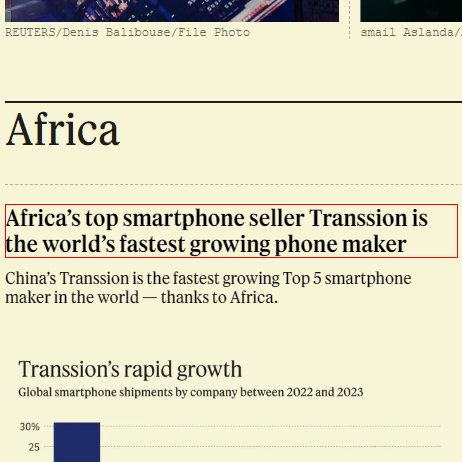 REUTERS/Denis Balibouse/File Photo
smail Aslanda/
Africa
Africa's top smartphone seller Transsion is
the world's fastest growing phone maker
China's Transsion is the fastest growing Top 5 smartphone
maker in the world — thanks to Africa.
Transsion's rapid growth
Global smartphone shipments by company between 2022 and 2023
30%
25